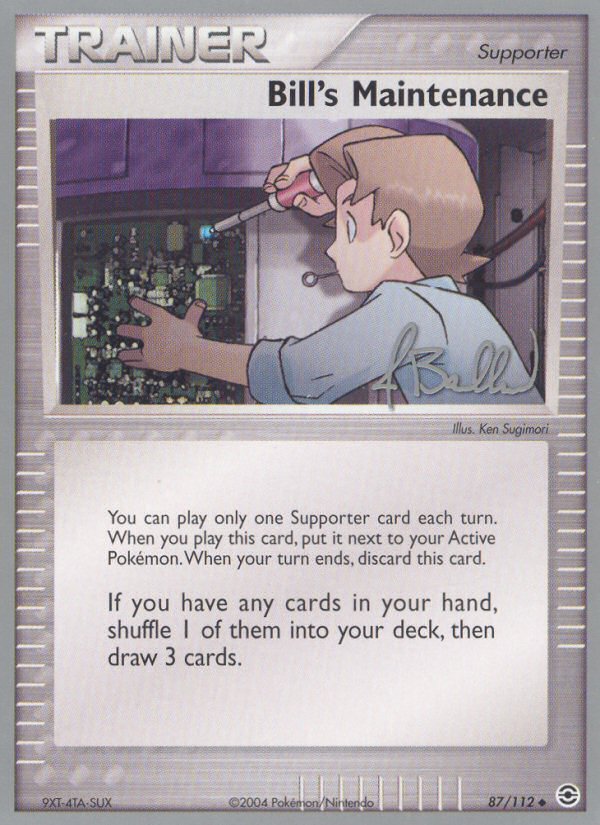 TRAINER
Supporter
Bill's Maintenance
Illus. Ken Sugimori
You can play only one Supporter card each turn.
When you play this card, put it next to your Active
Pokémon. When your turn ends, discard this card.
If you have any cards in your hand,
shuffle 1 of them into your deck, then
draw 3 cards.
9XT-4TA-SUX
©2004 Pokémon/Nintendo
87/112